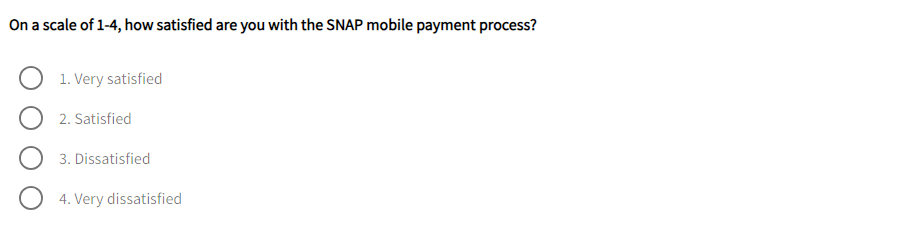 On a scale of 1-4, how satisfied are you with the SNAP mobile payment process?
1. Very satisfied
2. Satisfied
3. Dissatisfied
4. Very dissatisfied